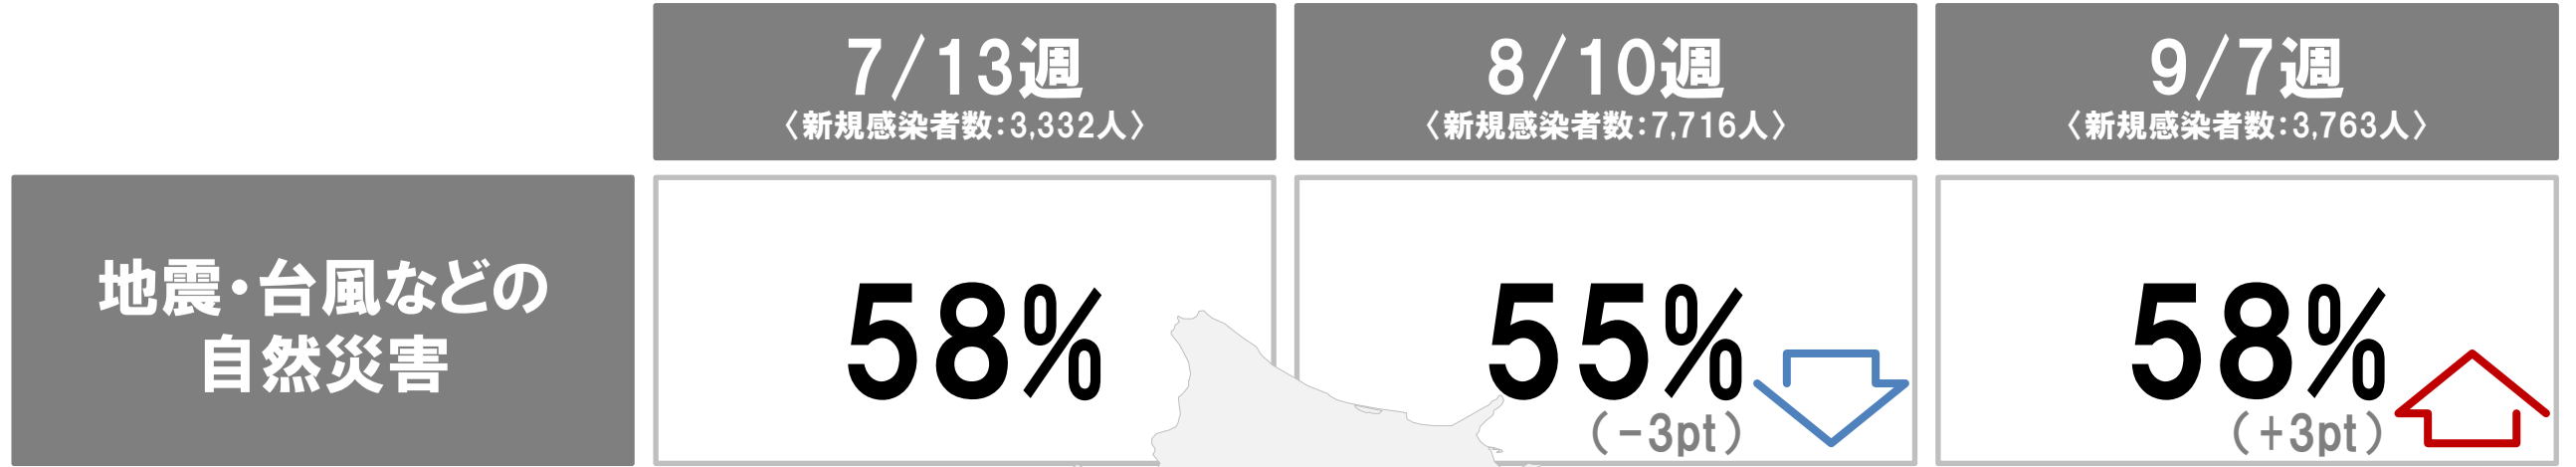 7/13週
〈新規感染者数:3,332人〉
8/10週
〈新規感染者数:7,716人〉
9/7週
〈新規感染者数:3,763人〉
地震・台風などの
自然災害
58%
55%
(-3pt)
58%
(+3pt)